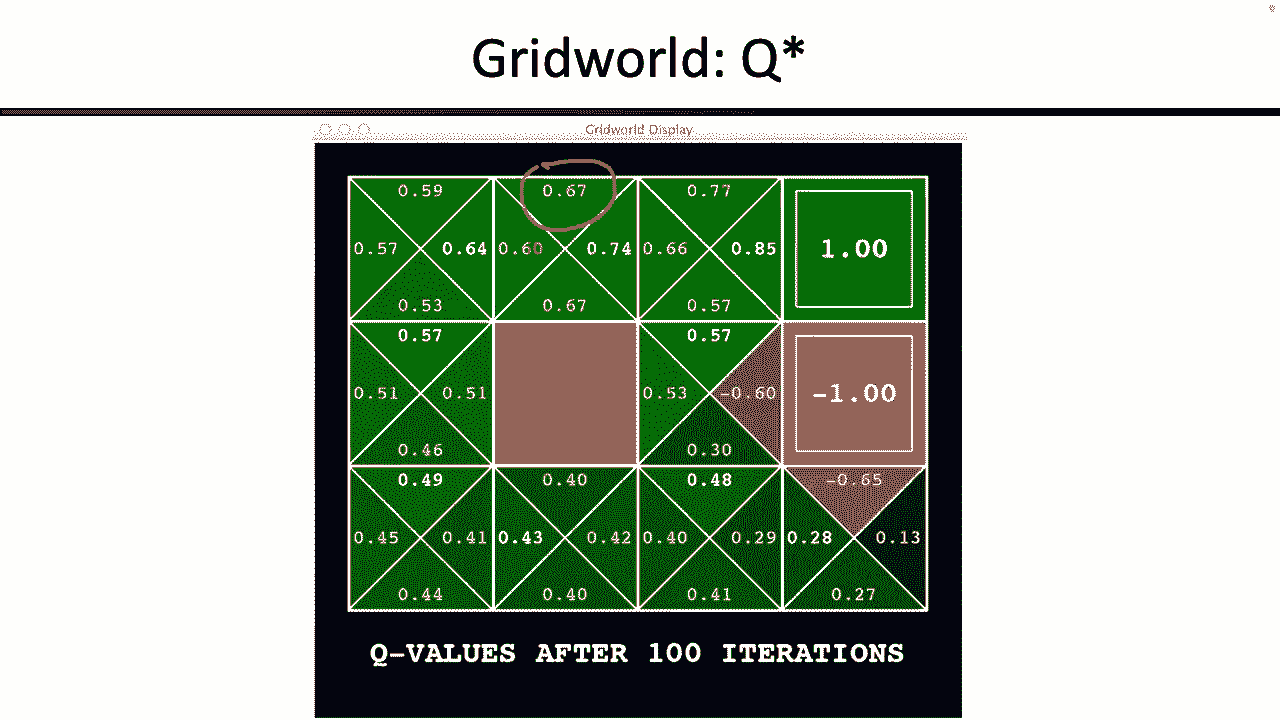 Gridworld: Q*
Gridworld Display
0.59 0.67 0.77
0.57 0.64 0.60 0.74 0.66 0.85 1.00
0.53 0.67 0.57
0.57 0.57
0.51 0.51 0.53 -0.60 -1.00
0.46 0.30
0.49 0.40 0.48 -0.65
0.45 0.41 0.43 0.42 0.40 0.29 0.28 0.13
0.44 0.40 0.41 0.27
Q-VALUES AFTER 100 ITERATIONS